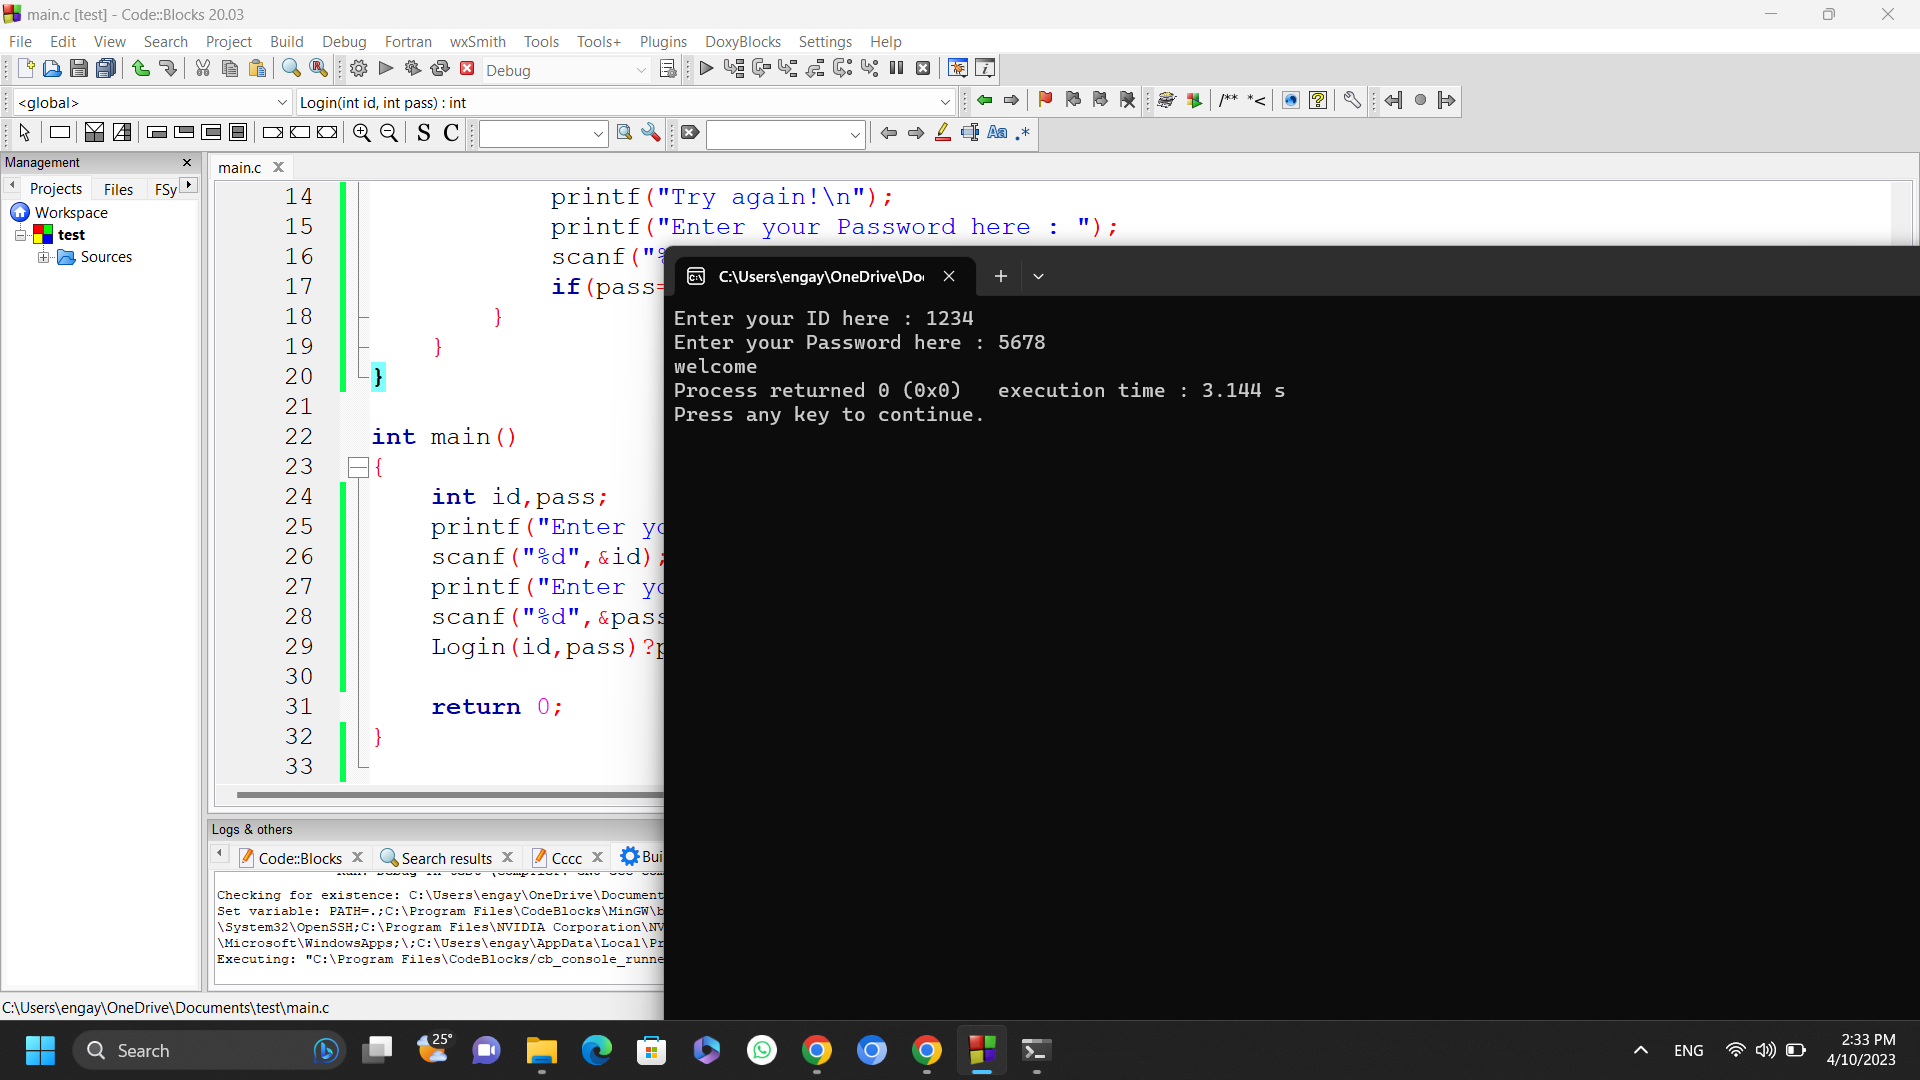 main.c [test] - Code::Blocks 20.03
File Edit View Search Project Build Debug Fortran wxSmith Tools Tools+ Plugins DoxyBlocks Settings Help
Debug
<global> Login(int id, int pass) : int
/** *<
S C
Aa .*
Management
Projects Files FSy
Workspace
test
Sources
main.c
14 printf("Try again!\n");
15 printf("Enter your Password here : ");
16 scanf("
17 if(pass=
18 }
19 }
20 }
21
22 int main()
23 {
24 int id,pass;
25 printf("Enter yo
26 scanf("%d",&id);
27 printf("Enter yo
28 scanf("%d",&pass
29 Login(id,pass)?p
30
31 return 0;
32 }
33
C:\Users\engay\OneDrive\Do
Enter your ID here : 1234
Enter your Password here : 5678
welcome
Process returned 0 (0x0) execution time : 3.144 s
Press any key to continue.
Logs & others
Code::Blocks Search results Cccc Bui
Checking for existence: C:\Users\engay\OneDrive\Document
Set variable: PATH=.;C:\Program Files\CodeBlocks\MinGW\b
\System32\OpenSSH;C:\Program Files\NVIDIA Corporation\NV
\Microsoft\WindowsApps;\;C:\Users\engay\AppData\Local\Pr
Executing: "C:\Program Files\CodeBlocks/cb_console_runne
C:\Users\engay\OneDrive\Documents\test\main.c
Search
25°
ENG
2:33 PM
4/10/2023